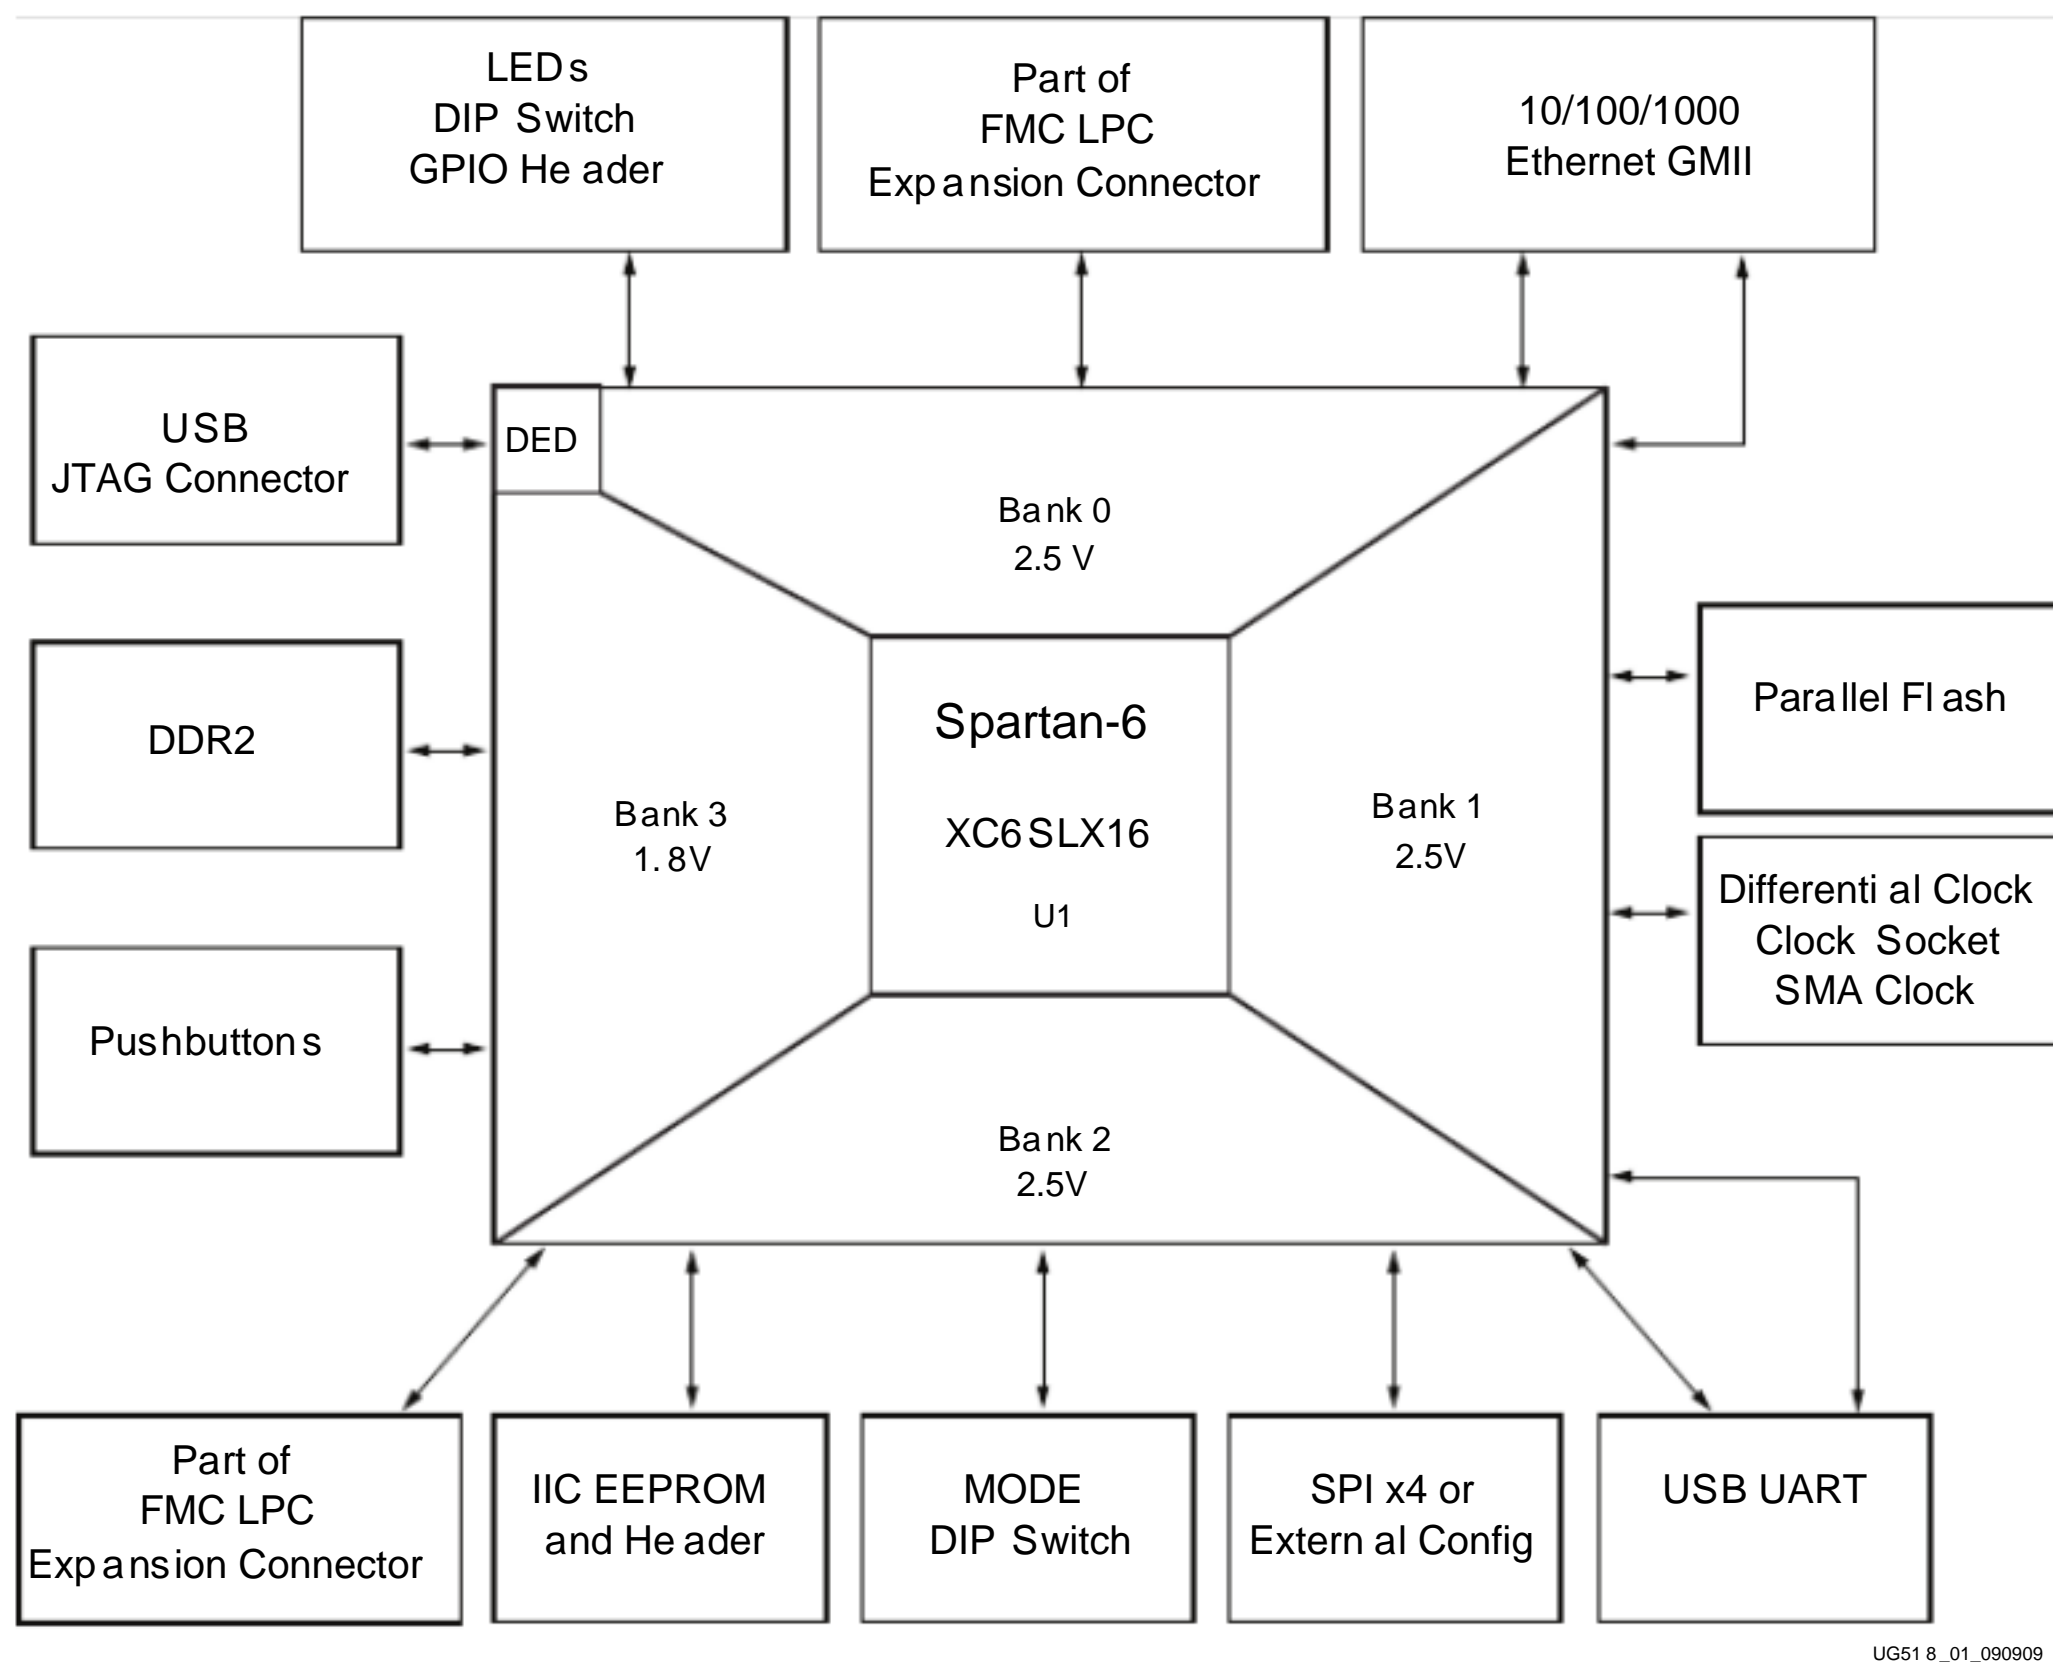 LEDs
DIP Switch
GPIO Header
Part of
FMC LPC
Expansion Connector
10/100/1000
Ethernet GMII
USB
JTAG Connector
DED
Bank 0
2.5 V
DDR2
Spartan-6
XC6SLX16
U1
Bank 3
1.8V
Bank 1
2.5V
Parallel Flash
Differential Clock
Clock Socket
SMA Clock
Pushbuttons
Bank 2
2.5V
Part of
FMC LPC
Expansion Connector
IIC EEPROM
and Header
MODE
DIP Switch
SPI x4 or
External Config
USB UART
UG518_01_090909